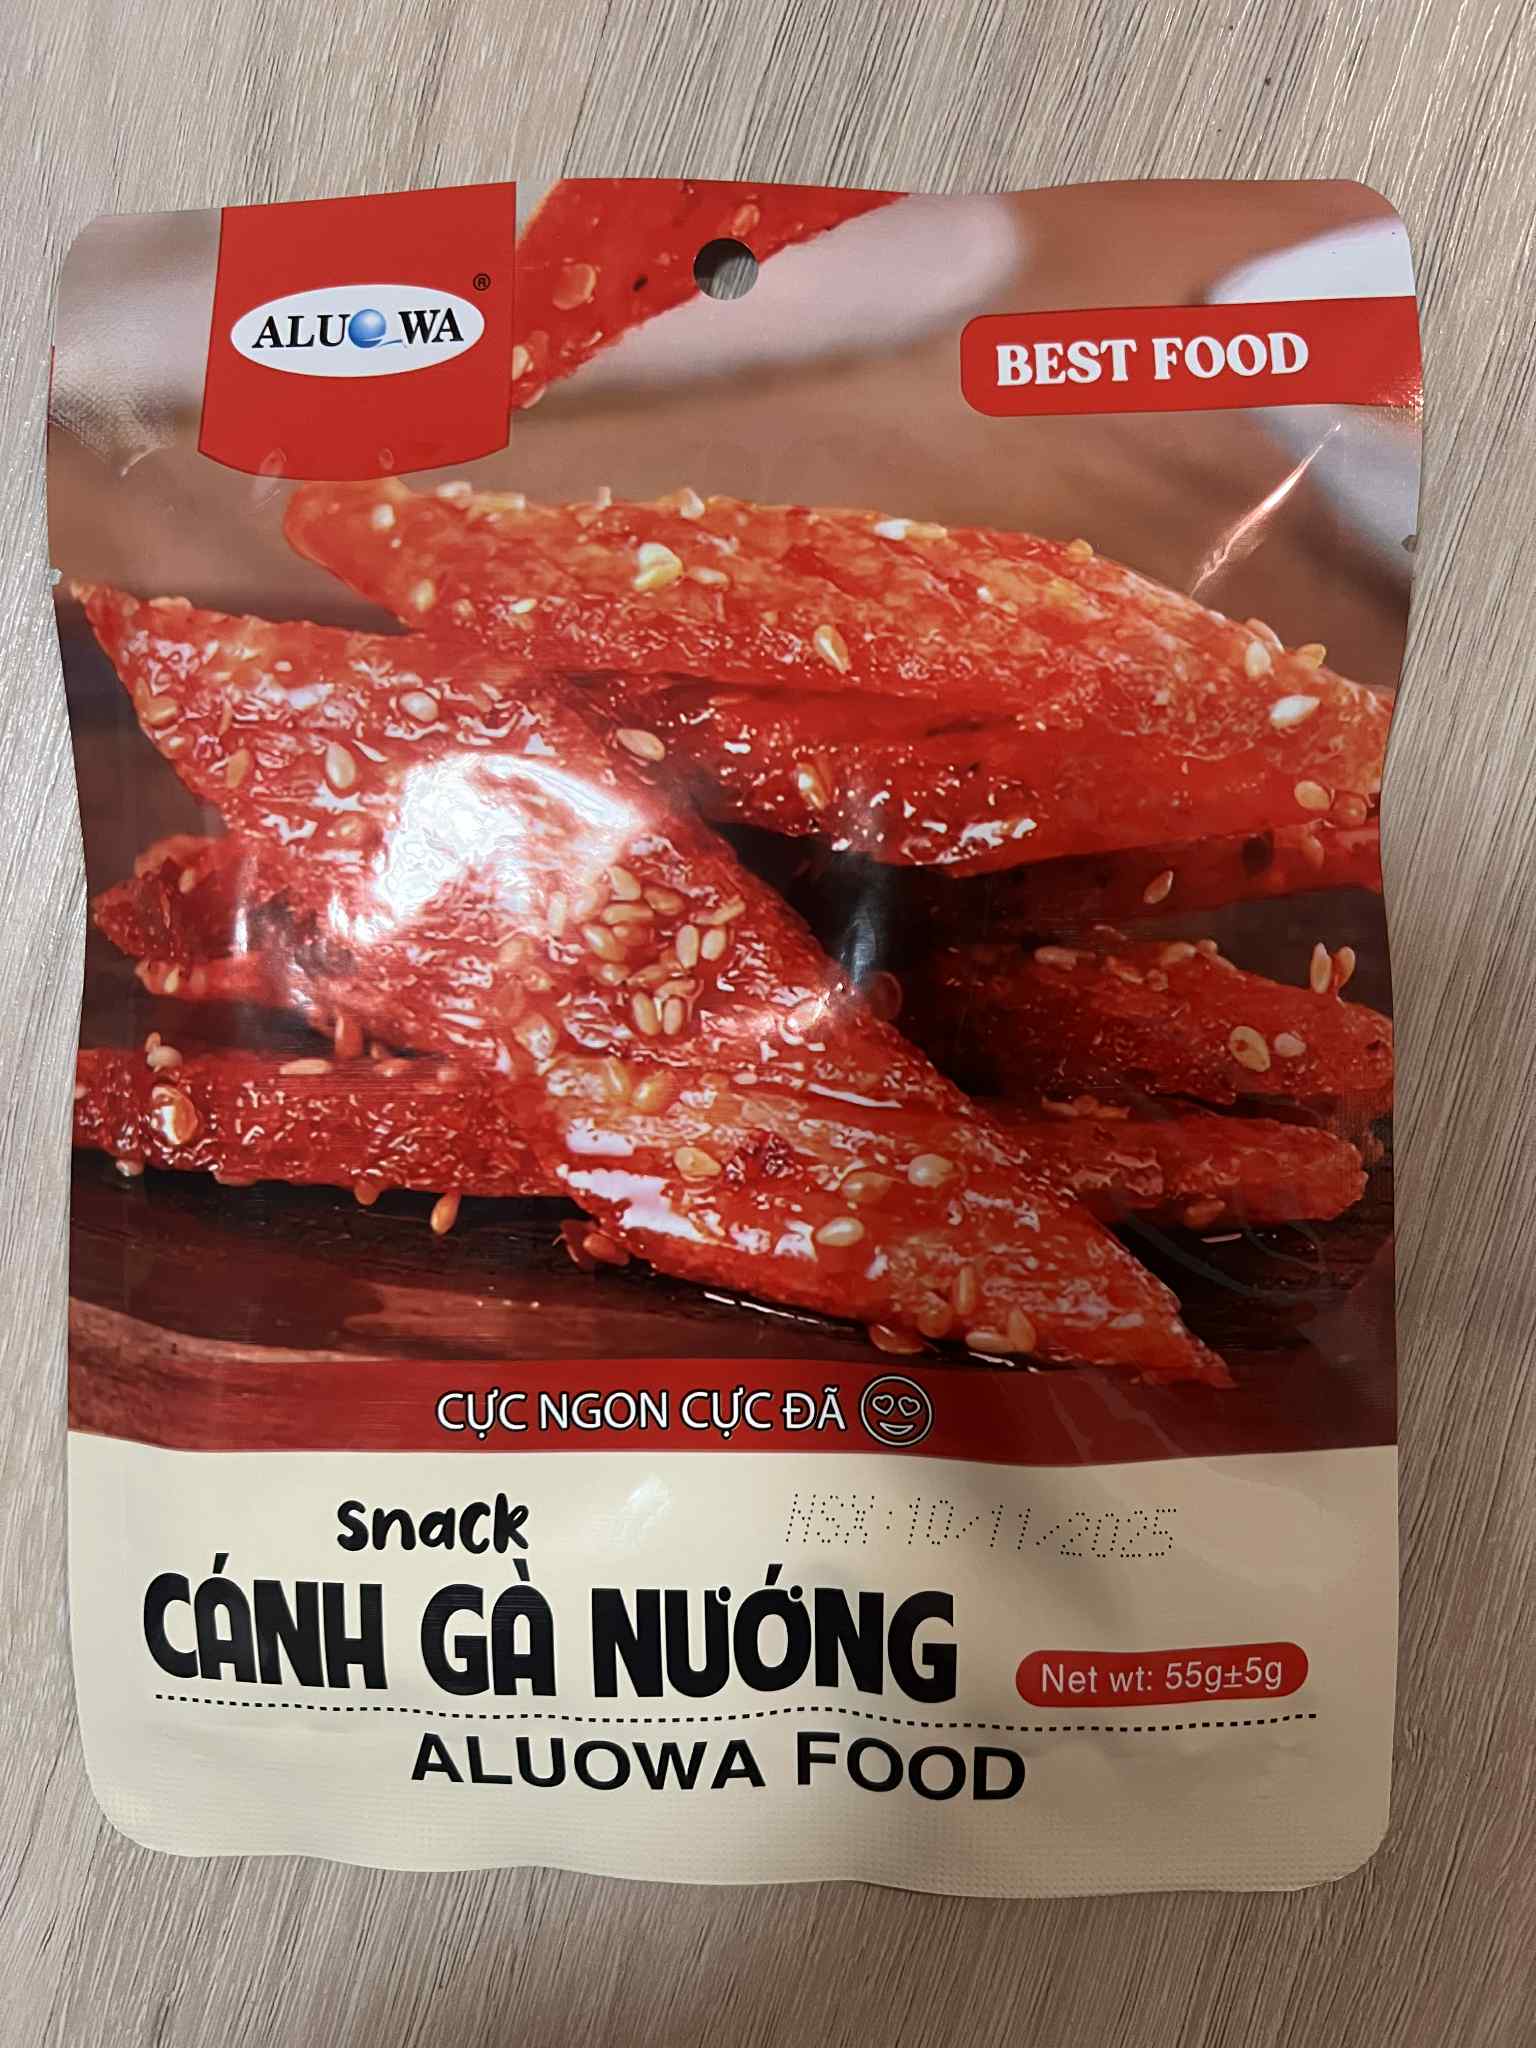 ALUOWA ®
BEST FOOD
CỰC NGON CỰC ĐÃ
snack
NSX:10/11/2025
CÁNH GÀ NƯỚNG
Net wt: 55g±5g
ALUOWA FOOD